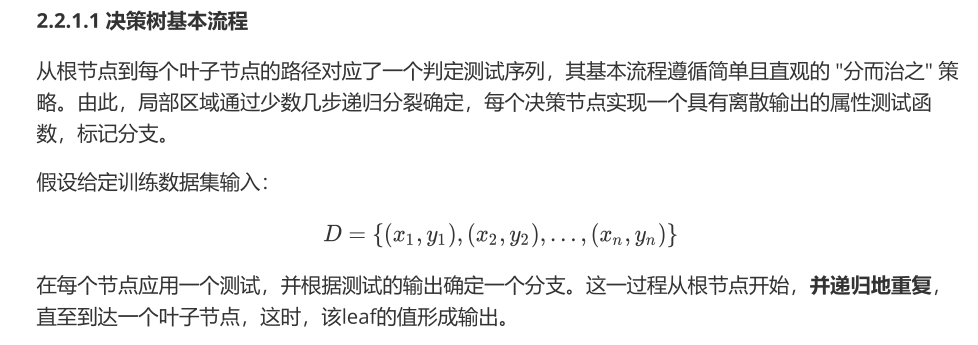 2.2.1.1 决策树基本流程
从根节点到每个叶子节点的路径对应了一个判定测试序列，其基本流程遵循简单且直观的 "分而治之" 策
略。由此，局部区域通过少数几步递归分裂确定，每个决策节点实现一个具有离散输出的属性测试函
数，标记分支。
假设给定训练数据集输入：
D = {(x₁, y₁), (x₂, y₂), . . . , (xₙ, yₙ)}
在每个节点应用一个测试，并根据测试的输出确定一个分支。这一过程从根节点开始，并递归地重复，
直至到达一个叶子节点，这时，该leaf的值形成输出。